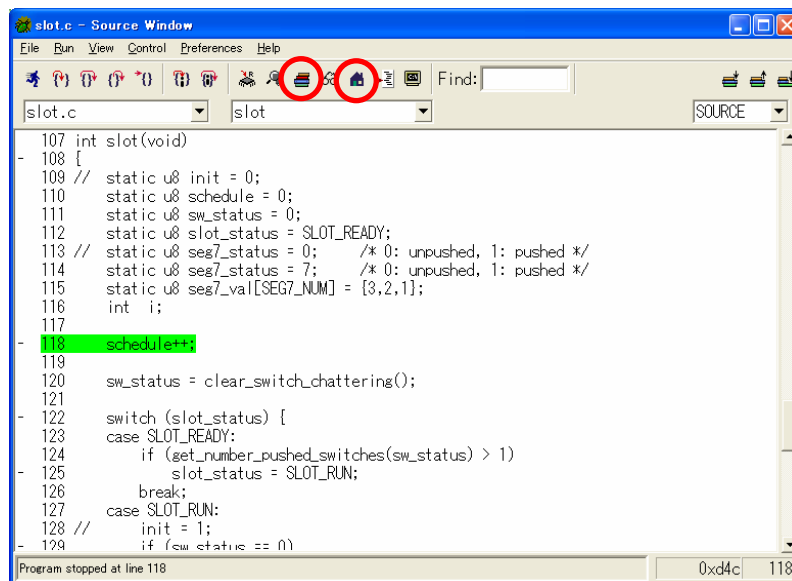 slot.c - Source Window
File Run View Control Preferences Help
Find:
slot.c slot SOURCE
107 int slot(void)
- 108 {
109 // static u8 init = 0;
110 static u8 schedule = 0;
111 static u8 sw_status = 0;
112 static u8 slot_status = SLOT_READY;
113 // static u8 seg7_status = 0; /* 0: unpushed, 1: pushed */
114 static u8 seg7_status = 7; /* 0: unpushed, 1: pushed */
115 static u8 seg7_val[SEG7_NUM] = {3,2,1};
116 int i;
117
- 118 schedule++;
119
120 sw_status = clear_switch_chattering();
121
- 122 switch (slot_status) {
123 case SLOT_READY:
124 if (get_number_pushed_switches(sw_status) > 1)
- 125 slot_status = SLOT_RUN;
126 break;
127 case SLOT_RUN:
128 // init = 1;
- 129 if (sw_status == 0)
Program stopped at line 118 0xd4c 118